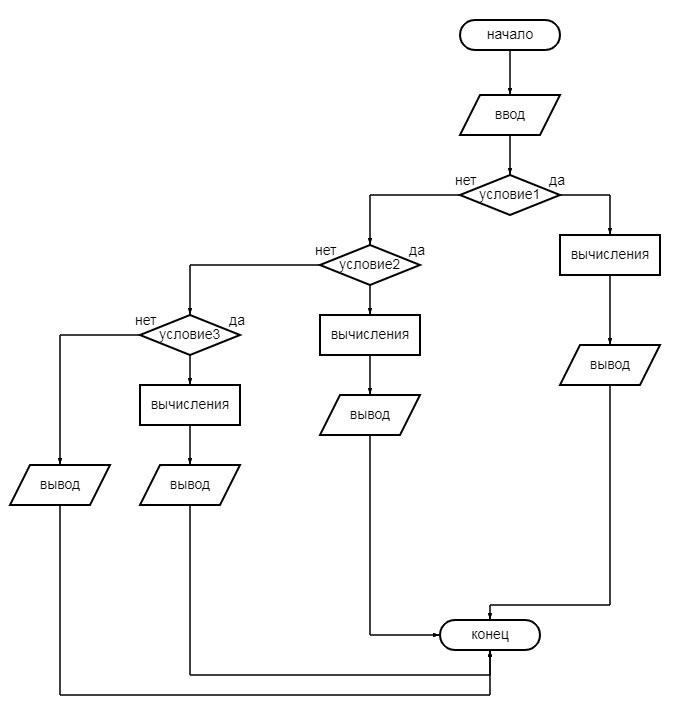 начало
ввод
нет
да
условие1
нет
да
условие2
вычисления
нет
да
условие3
вычисления
вывод
вычисления
вывод
вывод
вывод
конец